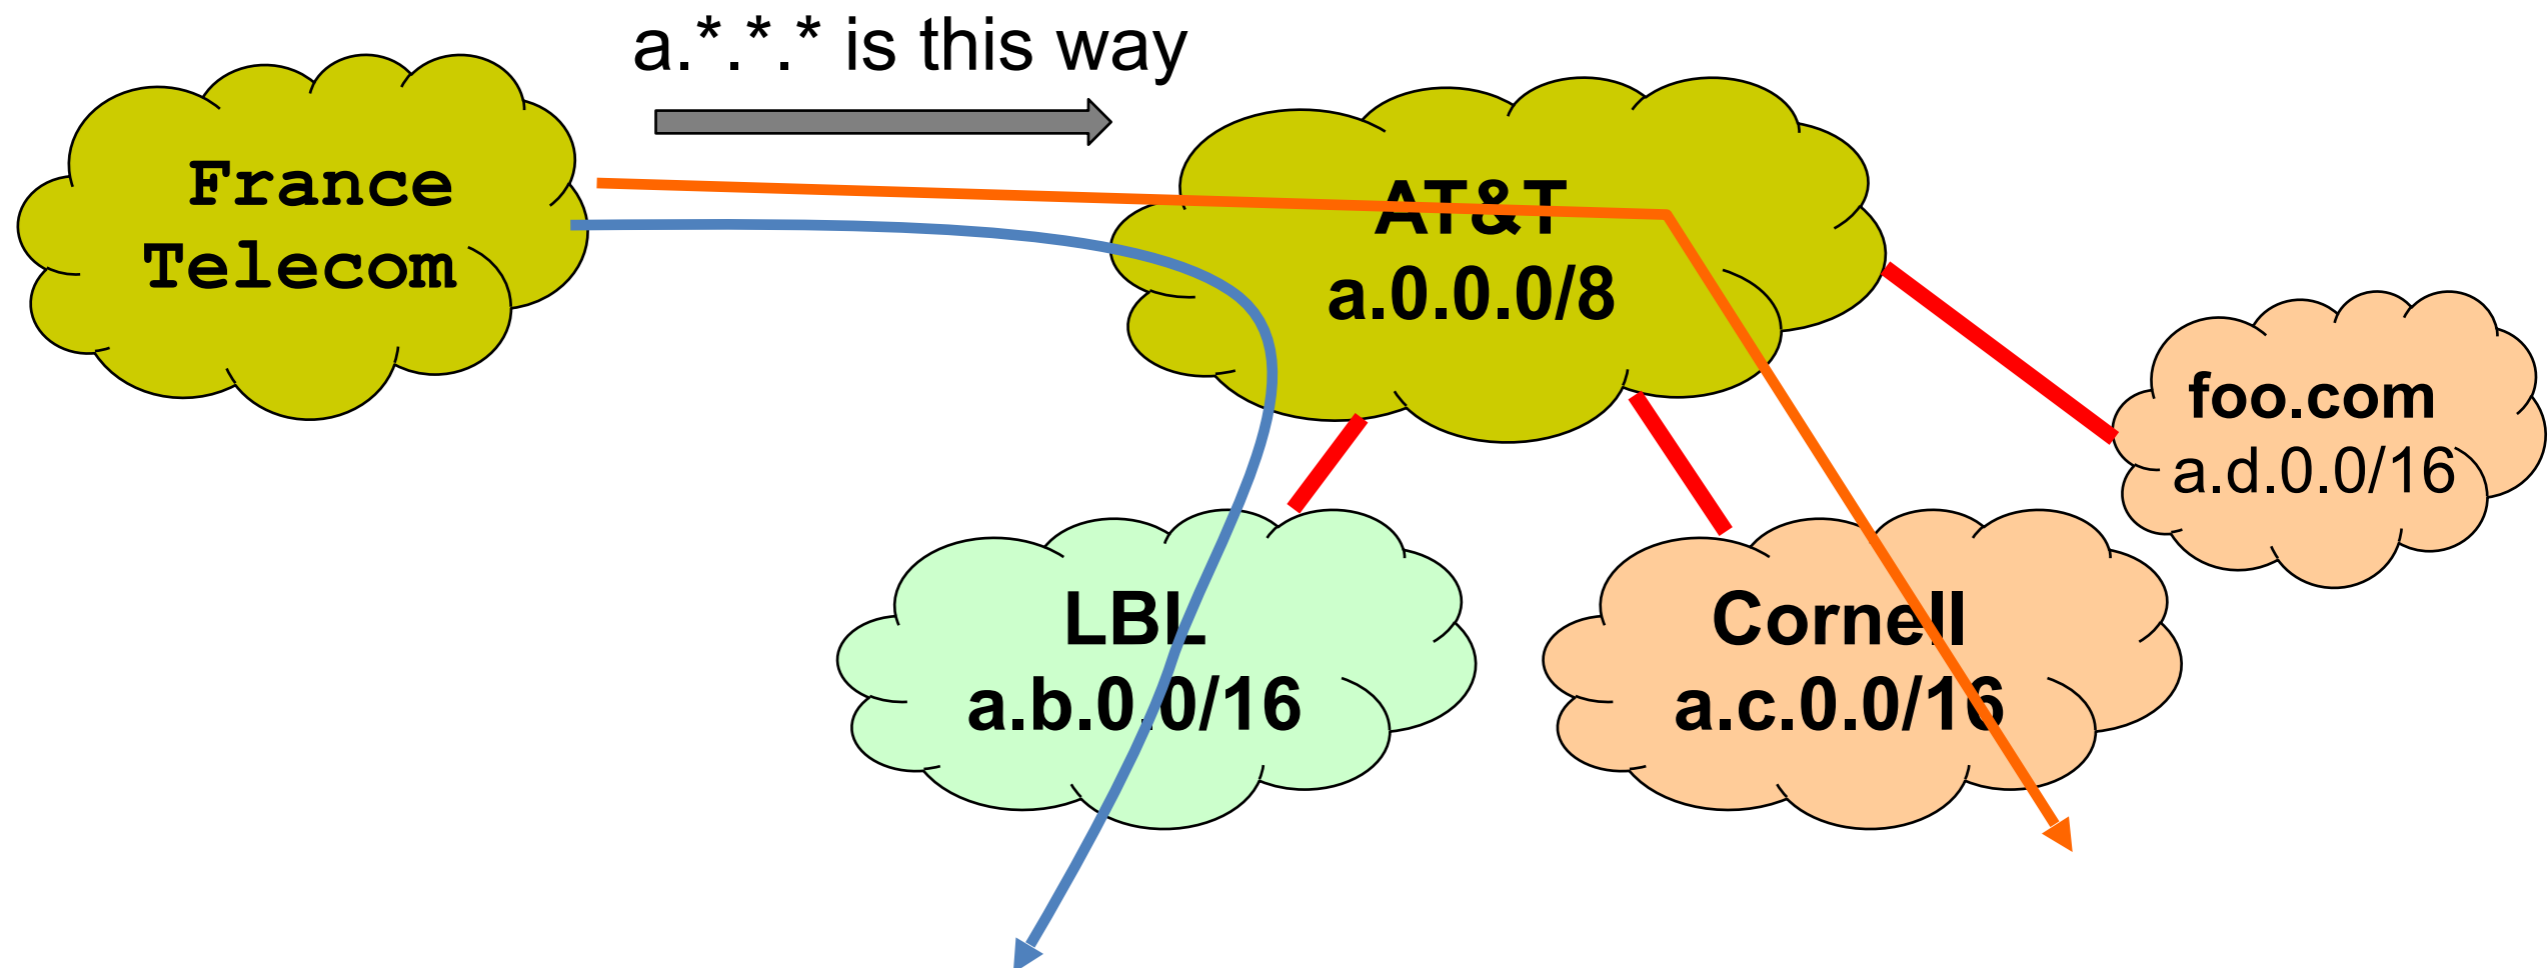 a.*.*.* is this way
France
Telecom
AT&T
a.0.0.0/8
foo.com
a.d.0.0/16
LBL
a.b.0.0/16
Cornell
a.c.0.0/16